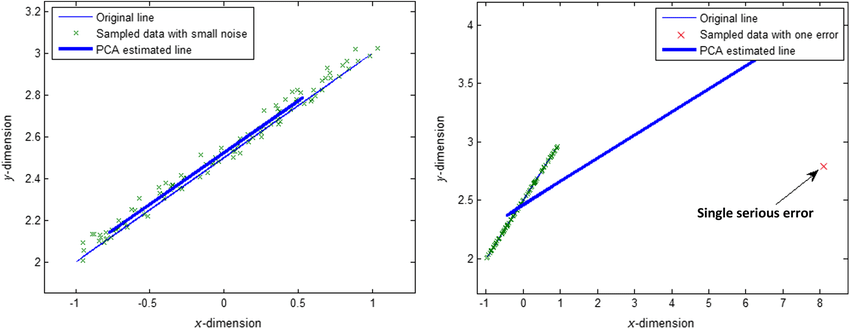 Original line
Sampled data with small noise
PCA estimated line
3.2
3
2.8
2.6
2.4
2.2
2
y-dimension
-1
-0.5
0
0.5
1
x-dimension
Original line
Sampled data with one error
PCA estimated line
4
3.5
3
2.5
2
y-dimension
Single serious error
-1
0
1
2
3
4
5
6
7
8
x-dimension